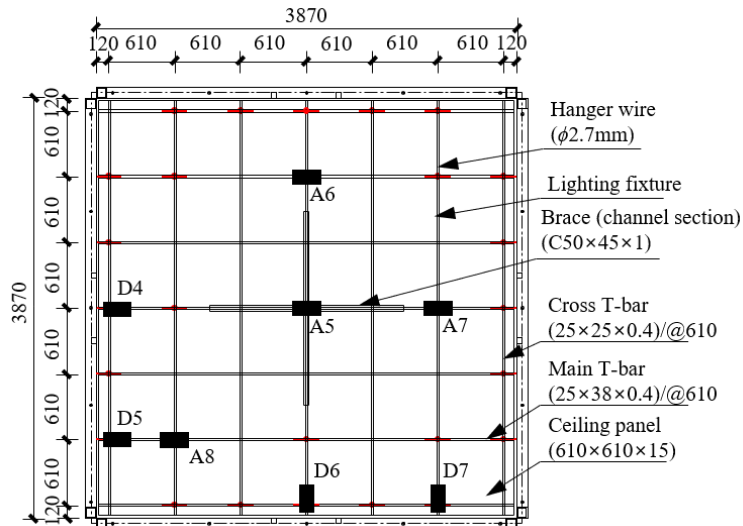 3870
120 610 610 610 610 610 610 120
120
610
610
610
610
610
610
120
3870
Hanger wire
(ϕ2.7mm)
Lighting fixture
Brace (channel section)
(C50×45×1)
Cross T-bar
(25×25×0.4)/@610
Main T-bar
(25×38×0.4)/@610
Ceiling panel
(610×610×15)
A6
D4
A5
A7
D5
A8
D6
D7